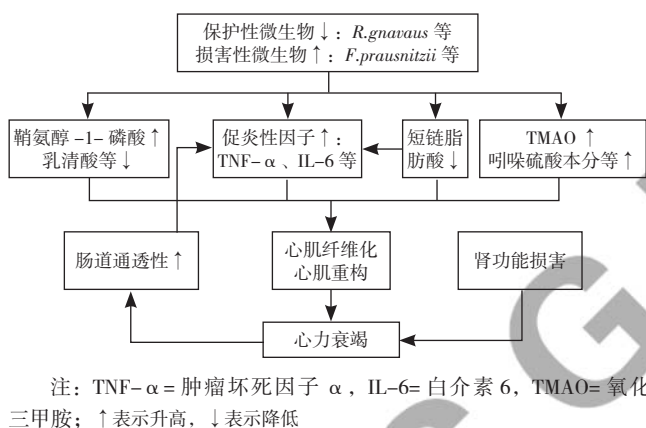 保护性微生物↓：R.gnavaus 等
损害性微生物↑：F.prausnitzii 等
鞘氨醇-1-磷酸↑
乳清酸等↓
促炎性因子↑：
TNF-α、IL-6等
短链脂
肪酸↓
TMAO ↑
吲哚硫酸本分等↑
肠道通透性↑
心肌纤维化
心肌重构
肾功能损害
心力衰竭
注：TNF-α=肿瘤坏死因子 α，IL-6=白介素 6，TMAO=氧化
三甲胺；↑表示升高，↓表示降低